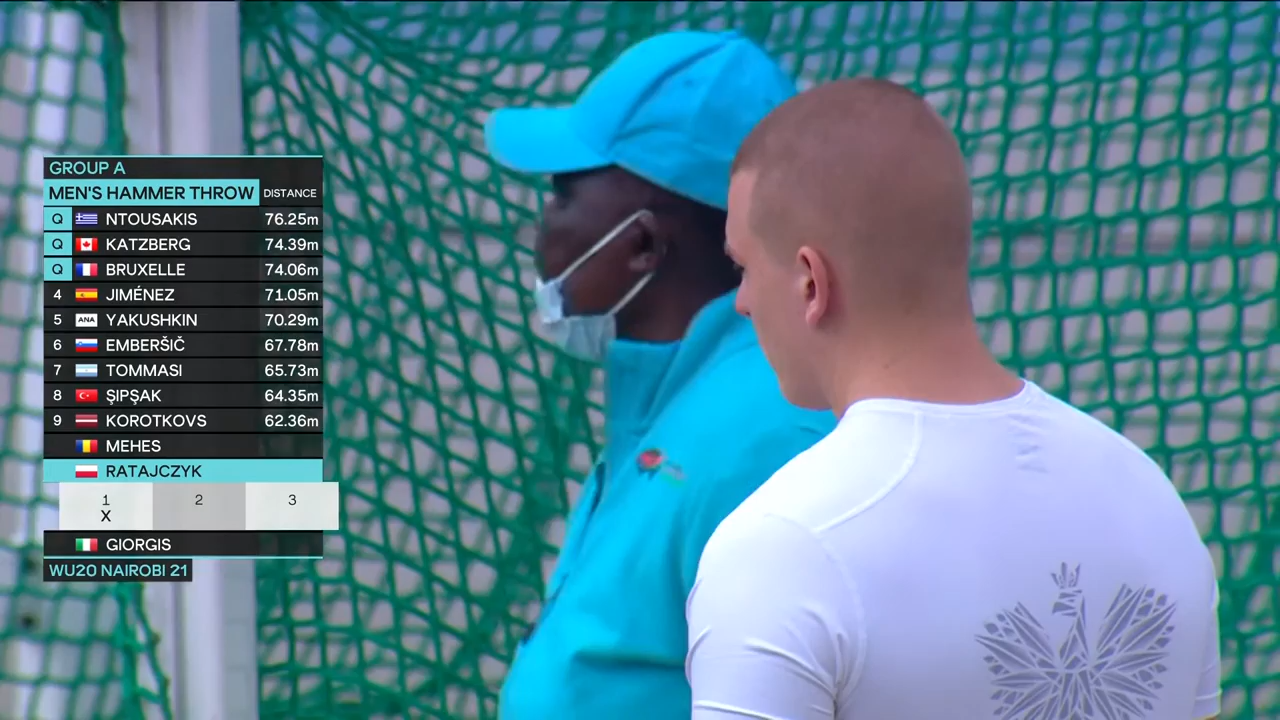 GROUP A
MEN'S HAMMER THROW DISTANCE
Q NTOUSAKIS 76.25m
Q KATZBERG 74.39m
Q BRUXELLE 74.06m
4 JIMÉNEZ 71.05m
5 ANA YAKUSHKIN 70.29m
6 EMBERŠIČ 67.78m
7 TOMMASI 65.73m
8 ŞIPŞAK 64.35m
9 KOROTKOVS 62.36m
MEHES
RATAJCZYK
1 2 3
X
GIORGIS
WU20 NAIROBI 21